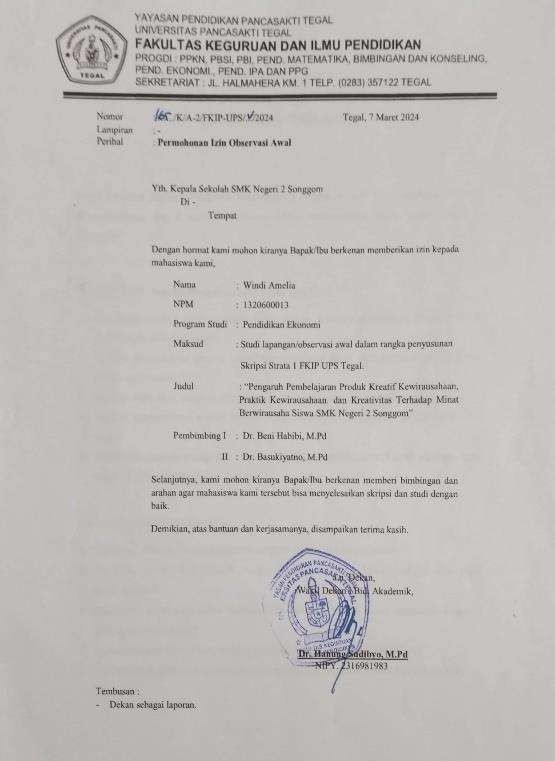 YAYASAN PENDIDIKAN PANCASAKTI TEGAL
UNIVERSITAS PANCASAKTI TEGAL
FAKULTAS KEGURUAN DAN ILMU PENDIDIKAN
PROGDI : PPKN, PBSI, PBI, PEND. MATEMATIKA, BIMBINGAN DAN KONSELING,
PEND. EKONOMI., PEND. IPA DAN PPG
SEKRETARIAT : JL. HALMAHERA KM. 1 TELP. (0283) 357122 TEGAL
TEGAL
Nomor : 165/K/A-2/FKIP-UPS/V/2024 Tegal, 7 Maret 2024
Lampiran : -
Perihal : Permohonan Izin Observasi Awal
Yth. Kepala Sekolah SMK Negeri 2 Songgom
Di -
Tempat
Dengan hormat kami mohon kiranya Bapak/Ibu berkenan memberikan izin kepada
mahasiswa kami,
Nama : Windi Amelia
NPM : 1320600013
Program Studi : Pendidikan Ekonomi
Maksud : Studi lapangan/observasi awal dalam rangka penyusunan
Skripsi Strata 1 FKIP UPS Tegal.
Judul : "Pengaruh Pembelajaran Produk Kreatif Kewirausahaan,
Praktik Kewirausahaan, dan Kreativitas Terhadap Minat
Berwirausaha Siswa SMK Negeri 2 Songgom"
Pembimbing I : Dr. Beni Habibi, M.Pd
II : Dr. Basukiyatno, M.Pd
Selanjutnya, kami mohon kiranya Bapak/Ibu berkenan memberi bimbingan dan
arahan agar mahasiswa kami tersebut bisa menyelesaikan skripsi dan studi dengan
baik.
Demikian, atas bantuan dan kerjasamanya, disampaikan terima kasih.
Dekan,
Wakil Dekan Bid. Akademik,
Dr. Hanung Sudibyo, M.Pd
NIPY. 2316981983
Tembusan :
- Dekan sebagai laporan.